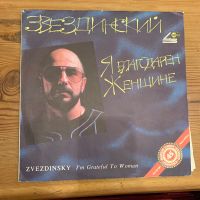 ЗВЕЗДИНСКИЙ
Я БЛАГОДАРЕН
ЖЕНЩИНЕ
ZVEZDINSKY I'm Grateful To Woman